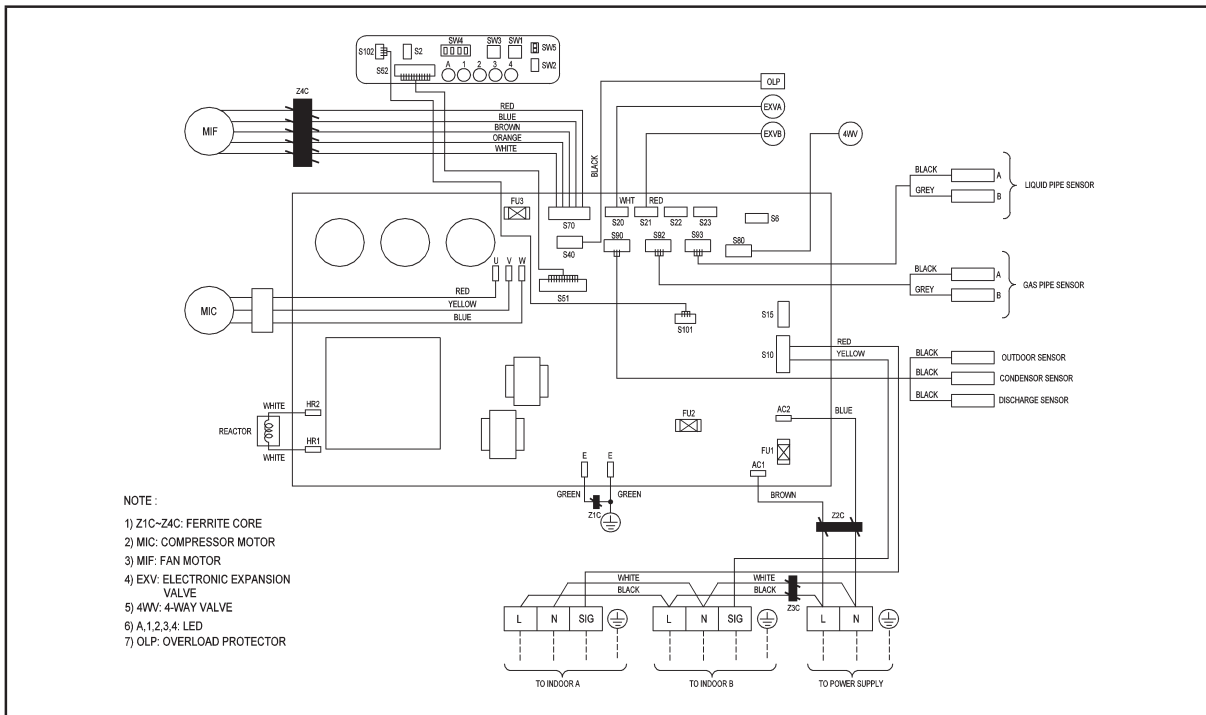 SW4
SW3
SW1
SW5
S102
S2
SW2
S52
A 1 2 3 4
Z4C
OLP
EXVA
EXVB
4WV
MIF
RED
BLUE
BROWN
ORANGE
WHITE
BLACK
BLACK
A
GREY
B
LIQUID PIPE SENSOR
FU3
S70
WHT
RED
S20
S21
S22
S23
S6
S40
S90
S92
S93
S80
BLACK
A
GREY
B
GAS PIPE SENSOR
U V W
MIC
RED
YELLOW
BLUE
S51
S101
S15
S10
RED
YELLOW
BLACK
OUTDOOR SENSOR
BLACK
CONDENSOR SENSOR
BLACK
DISCHARGE SENSOR
WHITE
HR2
REACTOR
HR1
WHITE
FU2
AC2
BLUE
FU1
AC1
E E
GREEN
GREEN
Z1C
BROWN
Z2C
NOTE :
1) Z1C~Z4C: FERRITE CORE
2) MIC: COMPRESSOR MOTOR
3) MIF: FAN MOTOR
4) EXV: ELECTRONIC EXPANSION
VALVE
5) 4WV: 4-WAY VALVE
6) A,1,2,3,4: LED
7) OLP: OVERLOAD PROTECTOR
WHITE
BLACK
WHITE
BLACK
Z3C
L N SIG
L N SIG
L N
TO INDOOR A
TO INDOOR B
TO POWER SUPPLY